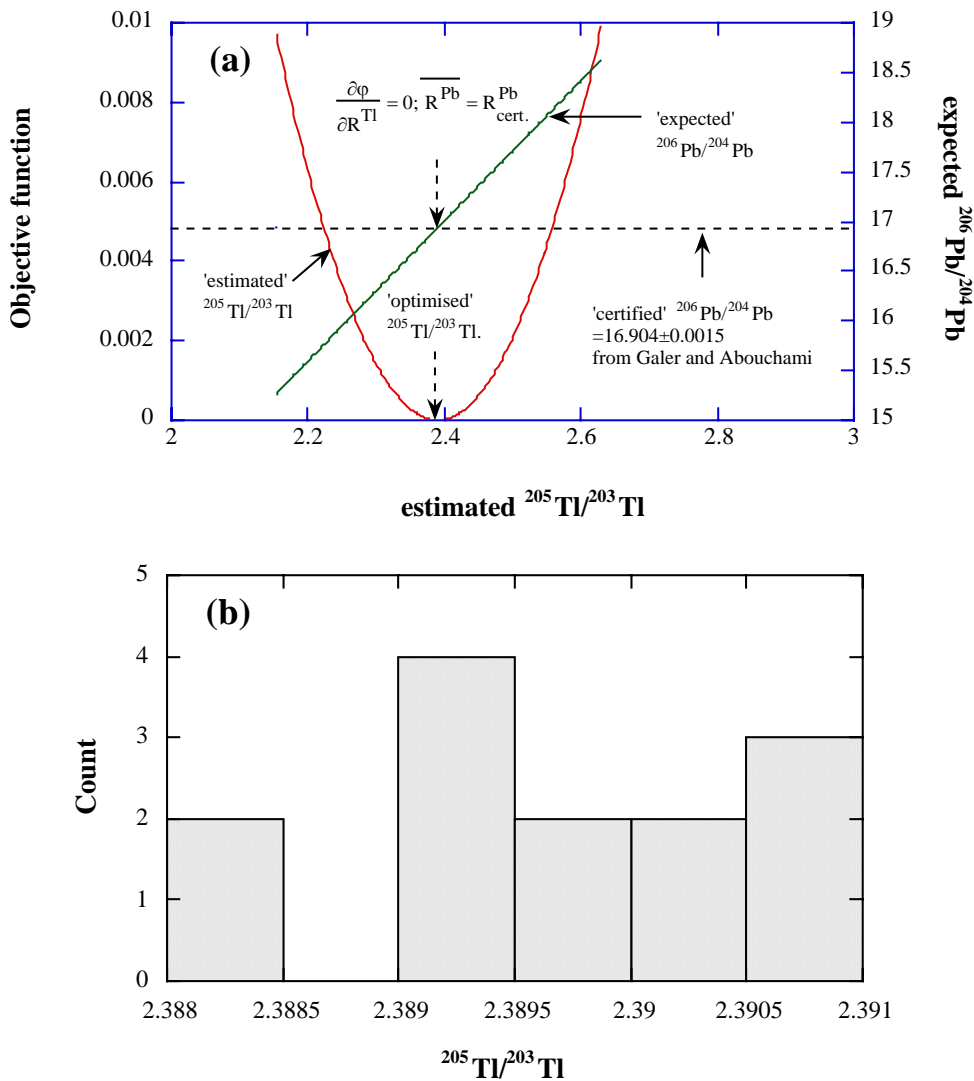 (a)
0.01
0.008
0.006
0.004
0.002
0
Objective function
19
18.5
18
17.5
17
16.5
16
15.5
15
expected ²⁰⁶Pb/²⁰⁴Pb
∂φ/∂R^Tl = 0; R̅^P̅b̅ = R^Pb cert.
'expected'
²⁰⁶Pb/²⁰⁴Pb
'estimated'
²⁰⁵Tl/²⁰³Tl
'optimised'
²⁰⁵Tl/²⁰³Tl.
'certified' ²⁰⁶Pb/²⁰⁴Pb
=16.904±0.0015
from Galer and Abouchami
2 2.2 2.4 2.6 2.8 3
estimated ²⁰⁵Tl/²⁰³Tl
(b)
5
4
3
2
1
0
Count
2.388 2.3885 2.389 2.3895 2.39 2.3905 2.391
²⁰⁵Tl/²⁰³Tl